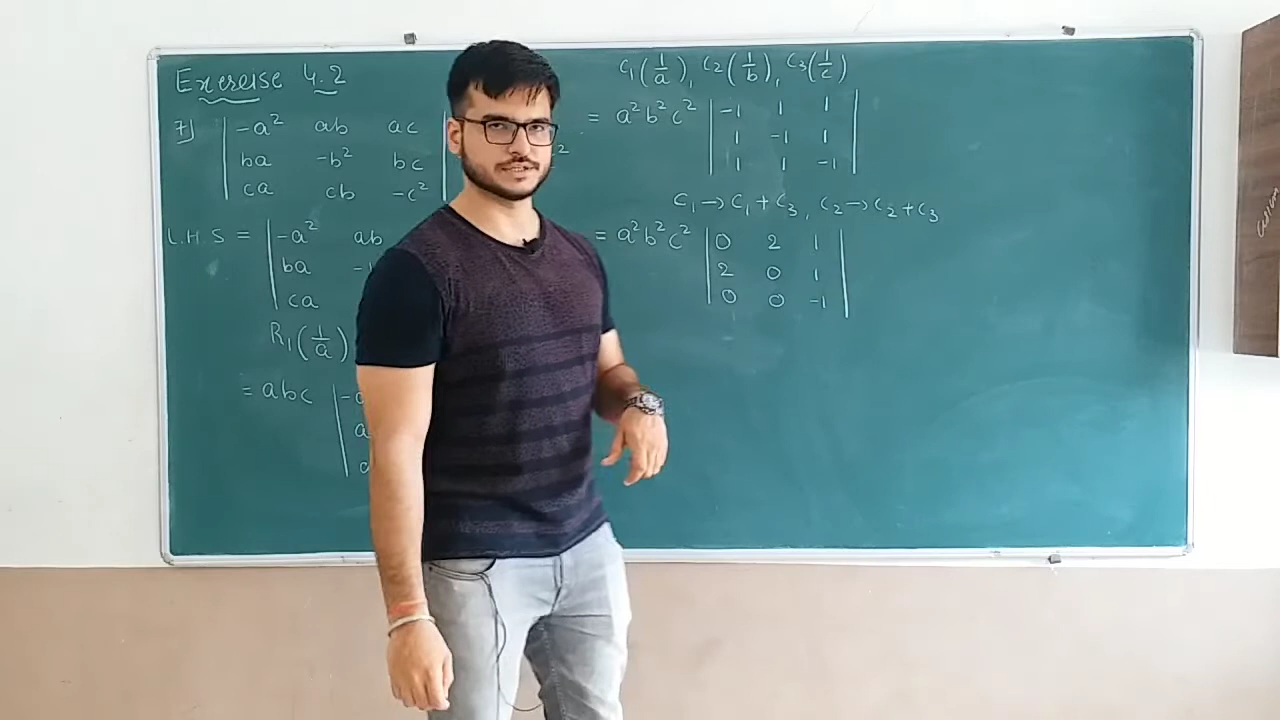 Exercise 4.2
7] | -a² ab ac |
| ba -b² bc | 2
| ca cb -c² |
L.H.S = | -a² ab
| ba -
| ca
R₁(1/a)
= abc | -a
| a
C₁(1/a), C₂(1/b), C₃(1/c)
= a²b²c² | -1 1 1 |
| 1 -1 1 |
| 1 1 -1 |
C₁ → C₁ + C₃, C₂ → C₂ + C₃
= a²b²c² | 0 2 1 |
| 2 0 1 |
| 0 0 -1 |